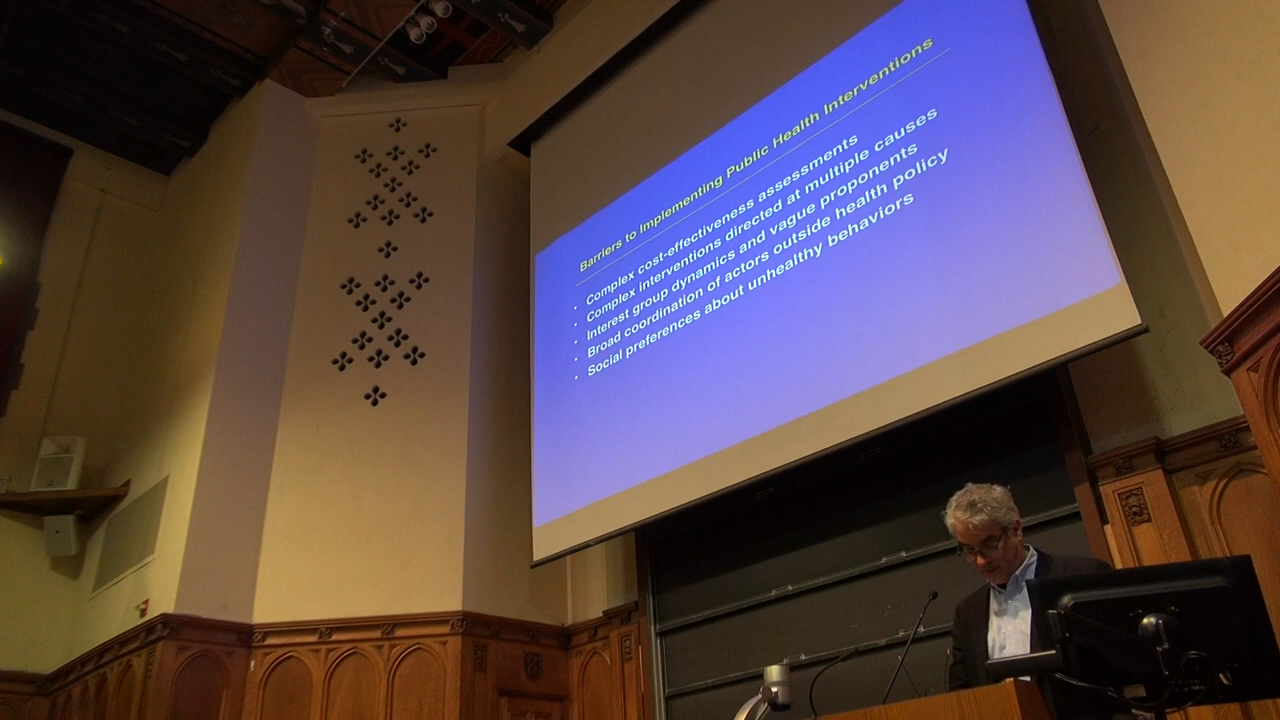 Barriers to Implementing Public Health Interventions
• Complex cost-effectiveness assessments
• Complex interventions directed at multiple causes
• Interest group dynamics and vague proponents
• Broad coordination of actors outside health policy
• Social preferences about unhealthy behaviors